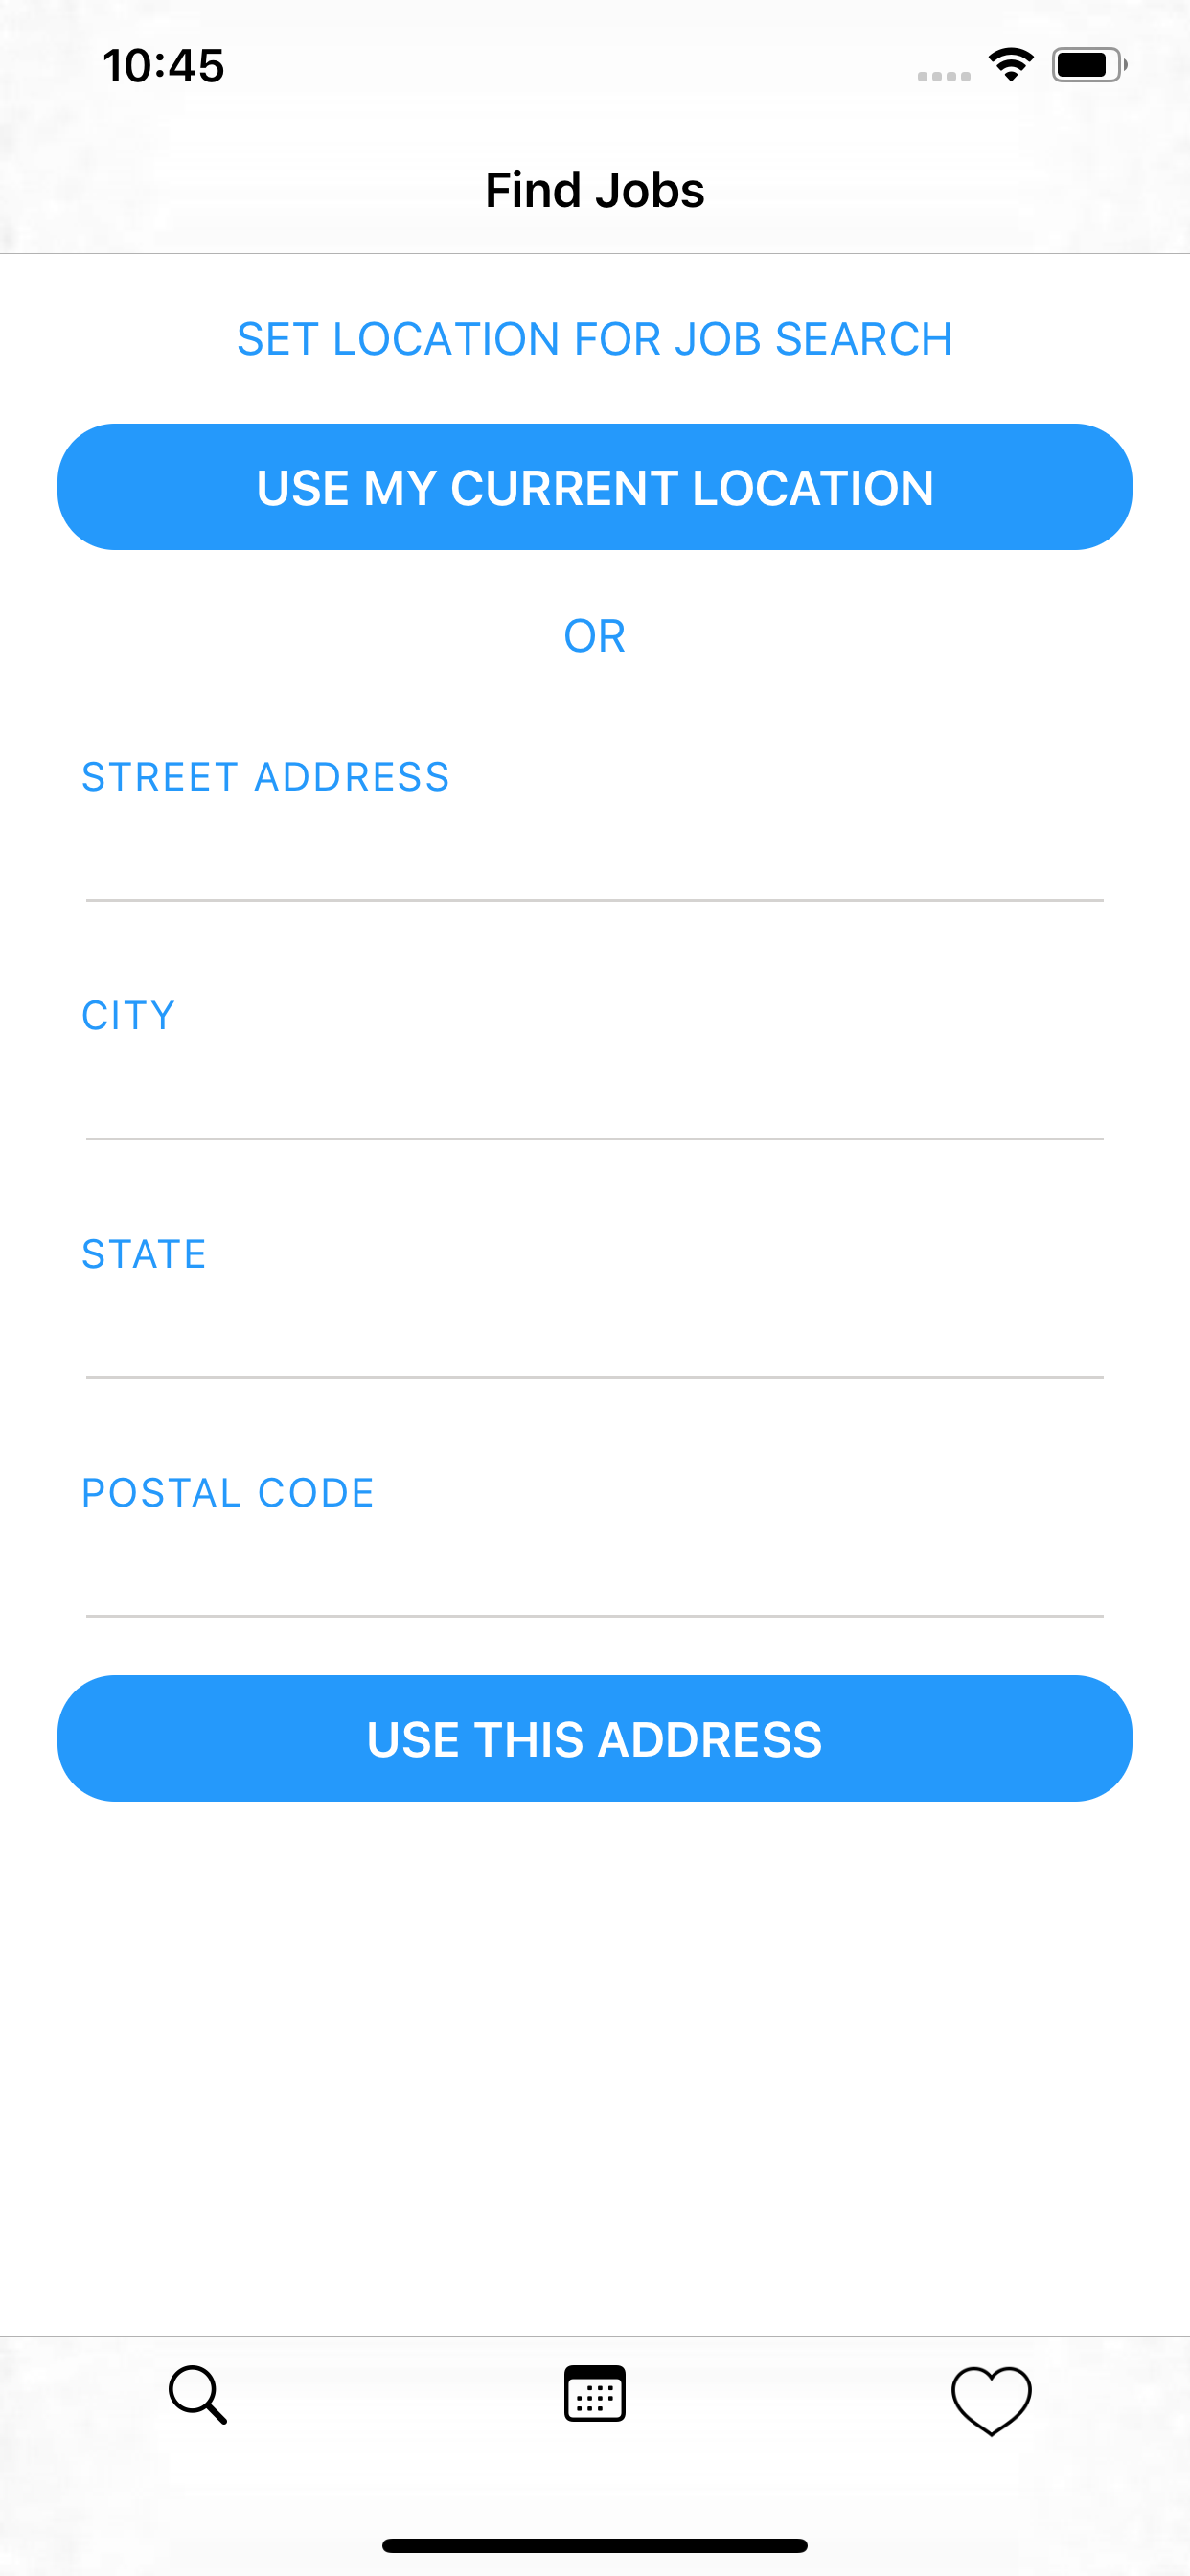 10:45
Find Jobs
SET LOCATION FOR JOB SEARCH
USE MY CURRENT LOCATION
OR
STREET ADDRESS
CITY
STATE
POSTAL CODE
USE THIS ADDRESS